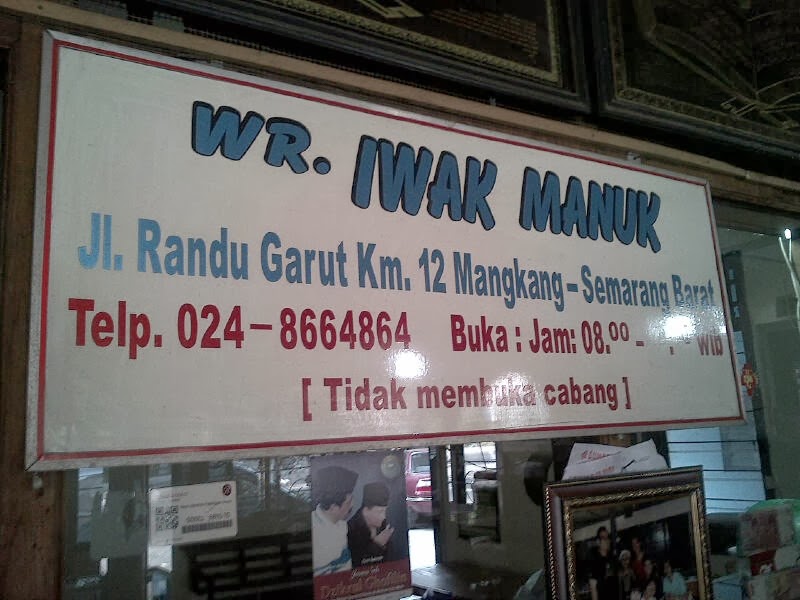 WR. IWAK MANUK
Jl. Randu Garut Km. 12 Mangkang - Semarang Barat
Telp. 024 - 8664864 Buka : Jam: 08.00 - wib
[ Tidak membuka cabang ]